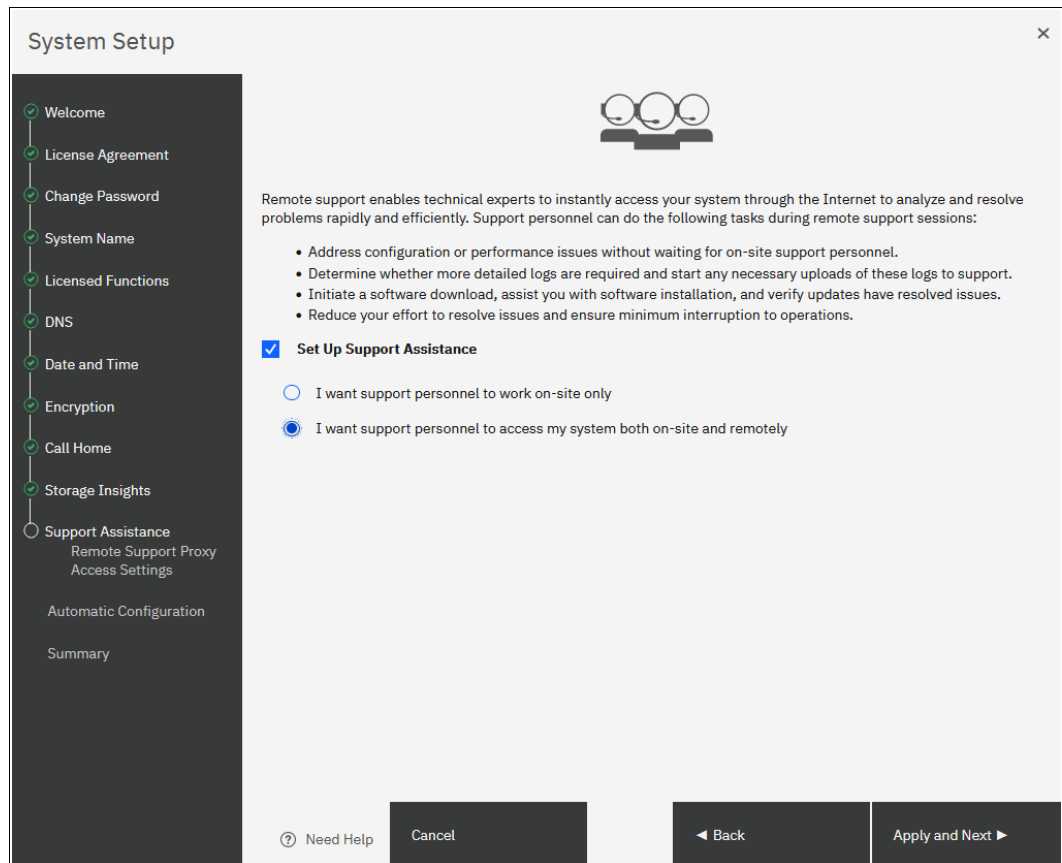 System Setup
×
Welcome
License Agreement
Change Password
System Name
Licensed Functions
DNS
Date and Time
Encryption
Call Home
Storage Insights
Support Assistance
Remote Support Proxy
Access Settings
Automatic Configuration
Summary
Remote support enables technical experts to instantly access your system through the Internet to analyze and resolve
problems rapidly and efficiently. Support personnel can do the following tasks during remote support sessions:
• Address configuration or performance issues without waiting for on-site support personnel.
• Determine whether more detailed logs are required and start any necessary uploads of these logs to support.
• Initiate a software download, assist you with software installation, and verify updates have resolved issues.
• Reduce your effort to resolve issues and ensure minimum interruption to operations.
Set Up Support Assistance
I want support personnel to work on-site only
I want support personnel to access my system both on-site and remotely
? Need Help
Cancel
◄ Back
Apply and Next ►